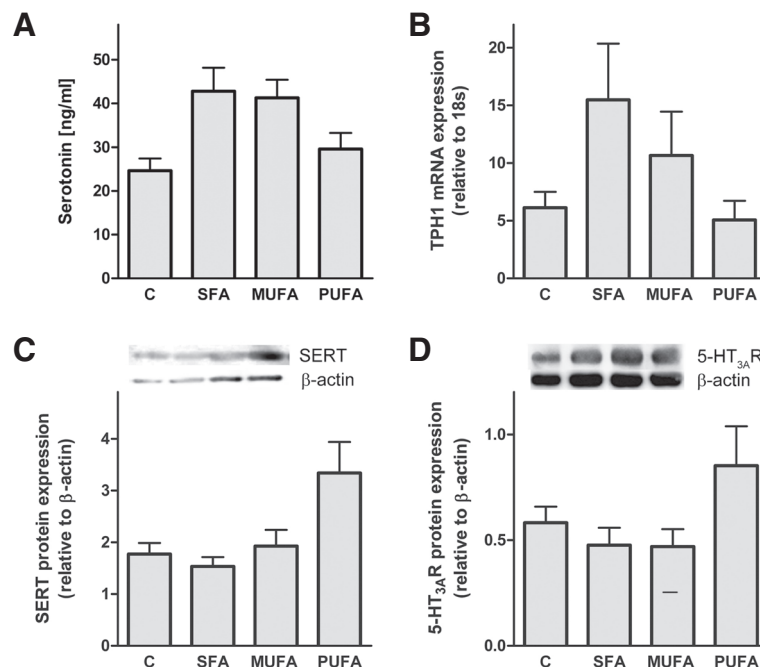 A
Serotonin [ng/ml]
50
40
30
20
10
0
C SFA MUFA PUFA
B
TPH1 mRNA expression
(relative to 18s)
20
15
10
5
0
C SFA MUFA PUFA
C
SERT
β-actin
SERT protein expression
(relative to β-actin)
4
3
2
1
0
C SFA MUFA PUFA
D
5-HT3AR
β-actin
5-HT3AR protein expression
(relative to β-actin)
1.0
0.5
0.0
C SFA MUFA PUFA